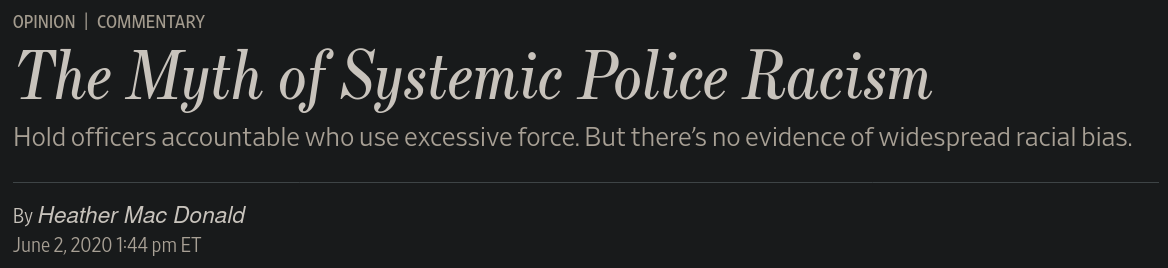 OPINION | COMMENTARY
The Myth of Systemic Police Racism
Hold officers accountable who use excessive force. But there’s no evidence of widespread racial bias.
By Heather Mac Donald
June 2, 2020 1:44 pm ET